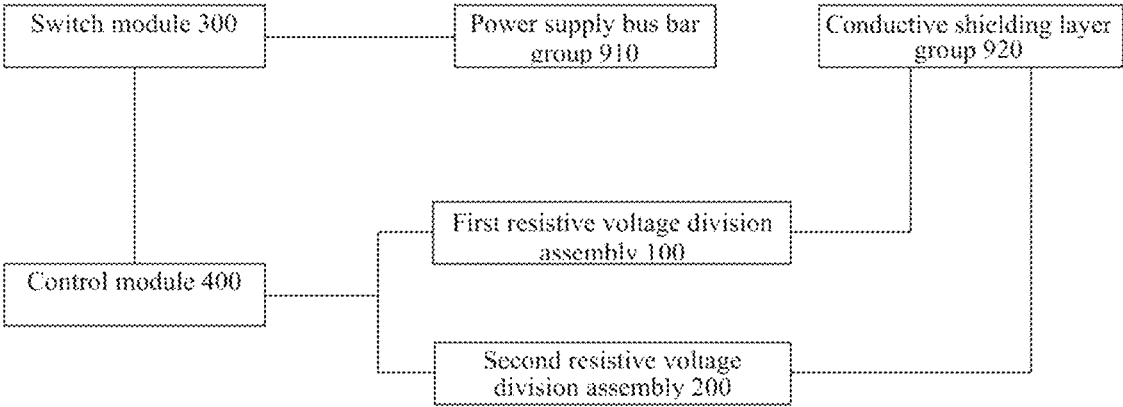 Switch module 300
Power supply bus bar
group 910
Conductive shielding layer
group 920
First resistive voltage division
assembly 100
Control module 400
Second resistive voltage
division assembly 200